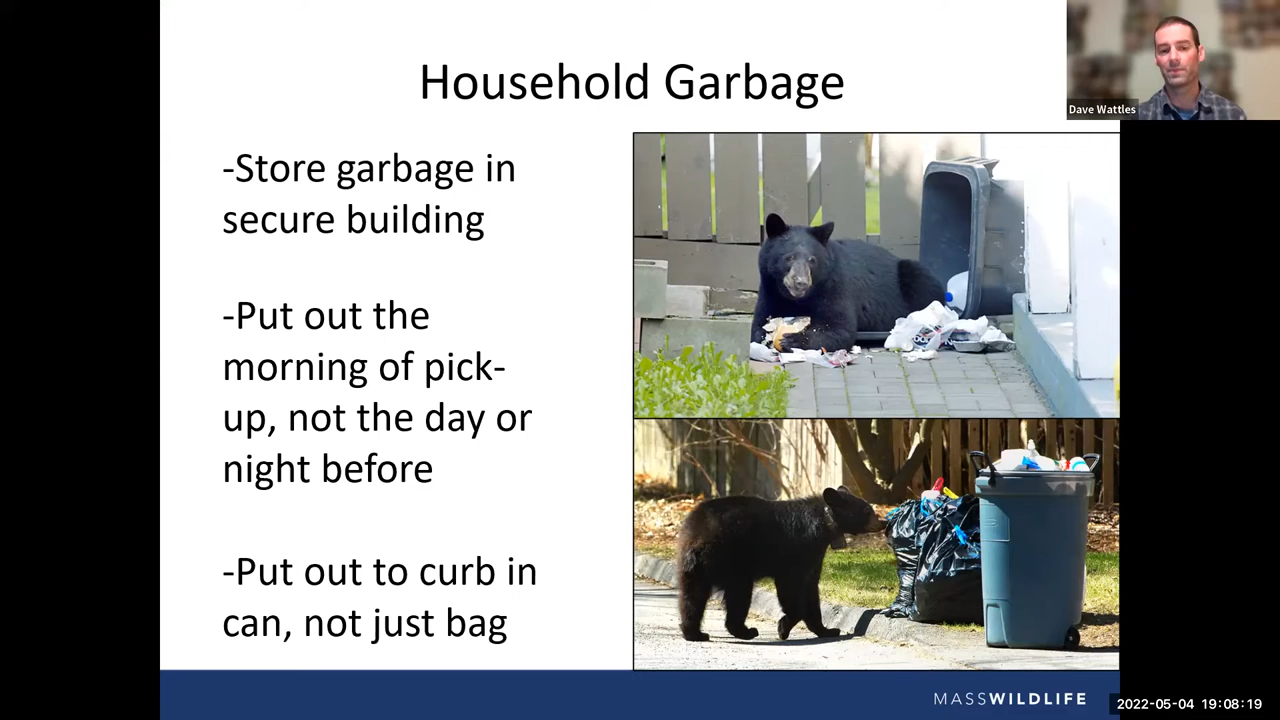 Household Garbage
Dave Wattles
-Store garbage in
secure building
-Put out the
morning of pick-
up, not the day or
night before
-Put out to curb in
can, not just bag
MASSWILDLIFE
2022-05-04 19:08:19